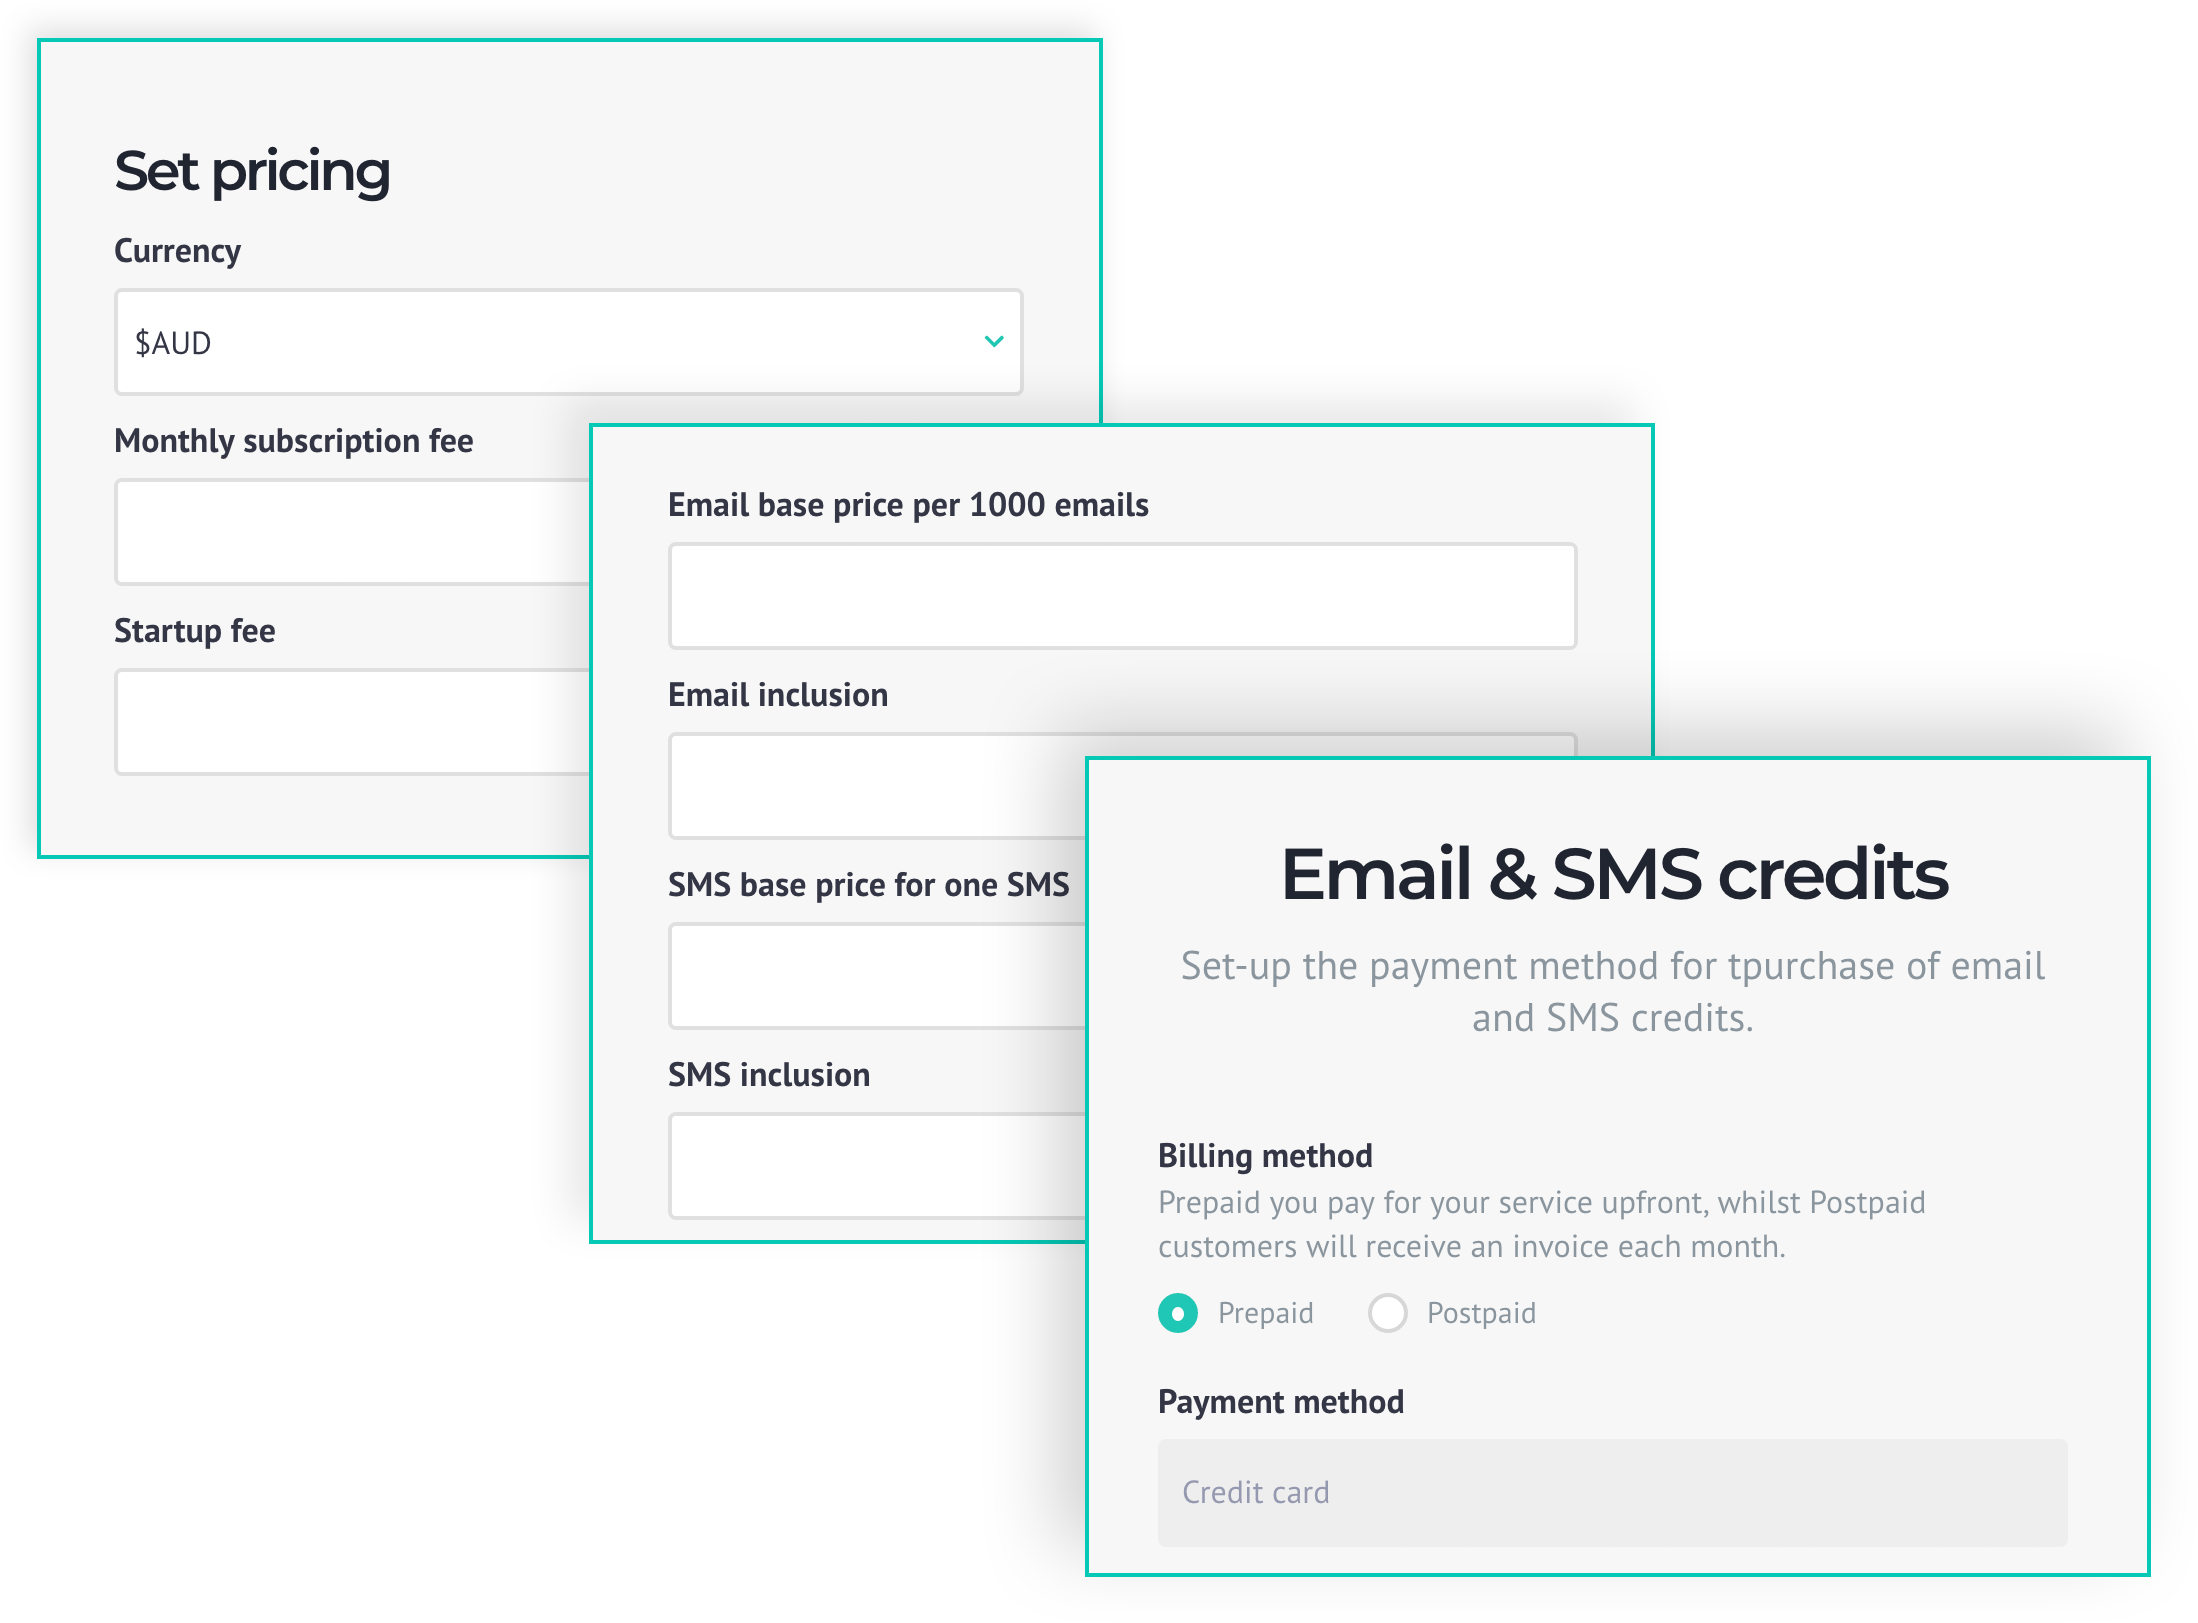 Set pricing
Currency
$AUD
Monthly subscription fee
Startup fee
Email base price per 1000 emails
Email inclusion
SMS base price for one SMS
SMS inclusion
Email & SMS credits
Set-up the payment method for tpurchase of email
and SMS credits.
Billing method
Prepaid you pay for your service upfront, whilst Postpaid
customers will receive an invoice each month.
Prepaid Postpaid
Payment method
Credit card